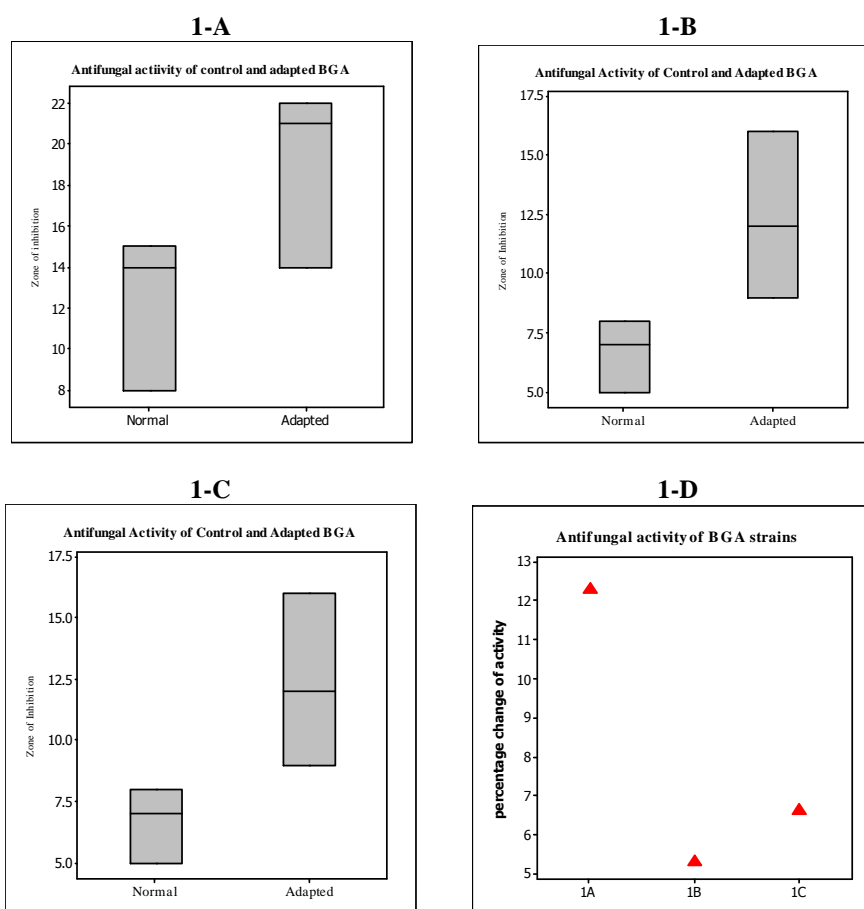 1-A
Antifungal actiivity of control and adapted BGA
22
20
18
16
14
12
10
8
Zone of inhibition
Normal Adapted
1-B
Antifungal Activity of Control and Adapted BGA
17.5
15.0
12.5
10.0
7.5
5.0
Zone of Inhibition
Normal Adapted
1-C
Antifungal Activity of Control and Adapted BGA
17.5
15.0
12.5
10.0
7.5
5.0
Zone of Inhibition
Normal Adapted
1-D
Antifungal activity of BGA strains
13
12
11
10
9
8
7
6
5
percentage change of activity
1A 1B 1C